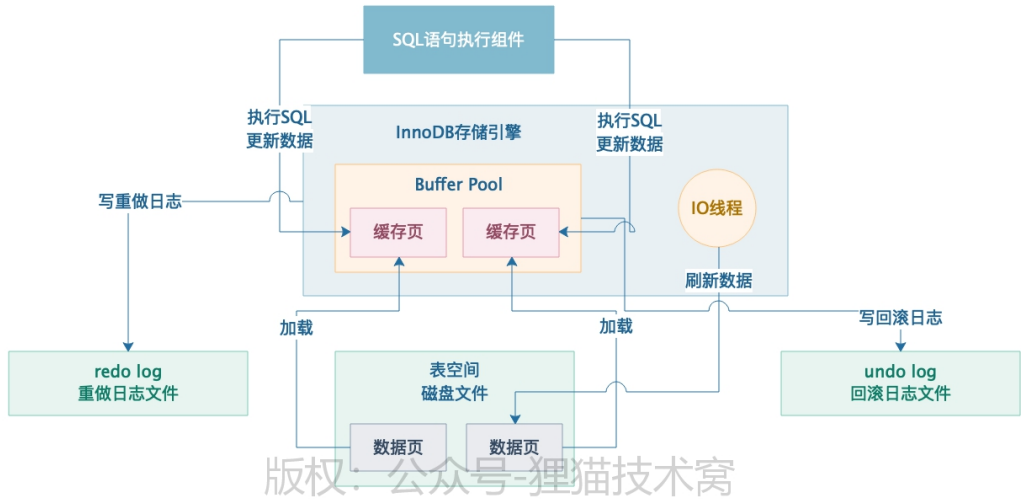 SQL语句执行组件
执行SQL
更新数据
InnoDB存储引擎
执行SQL
更新数据
Buffer Pool
写重做日志
IO线程
缓存页
缓存页
刷新数据
加载
加载
写回滚日志
redo log
重做日志文件
表空间
磁盘文件
undo log
回滚日志文件
数据页
数据页
版权：公众号-狸猫技术窝